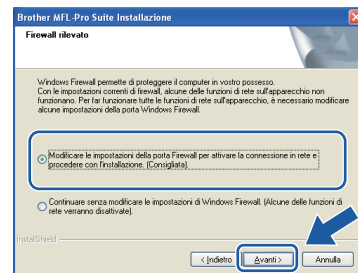 Brother MFL-Pro Suite Installazione
Firewall rilevato
Windows Firewall permette di proteggere il computer in vostro possesso.
Con le impostazioni correnti di firewall, alcune delle funzioni di rete sull'apparecchio non
funzionano. Per far funzionare tutte le funzioni di rete sull'apparecchio, è necessario modificare
alcune impostazioni della porta Windows Firewall.
Modificare le impostazioni della porta Firewall per attivare la connessione in rete e
procedere con l'installazione. (Consigliata).
Continuare senza modificare le impostazioni di Windows Firewall. (Alcune delle funzioni di
rete verranno disattivate).
InstallShield
< Indietro Avanti > Annulla